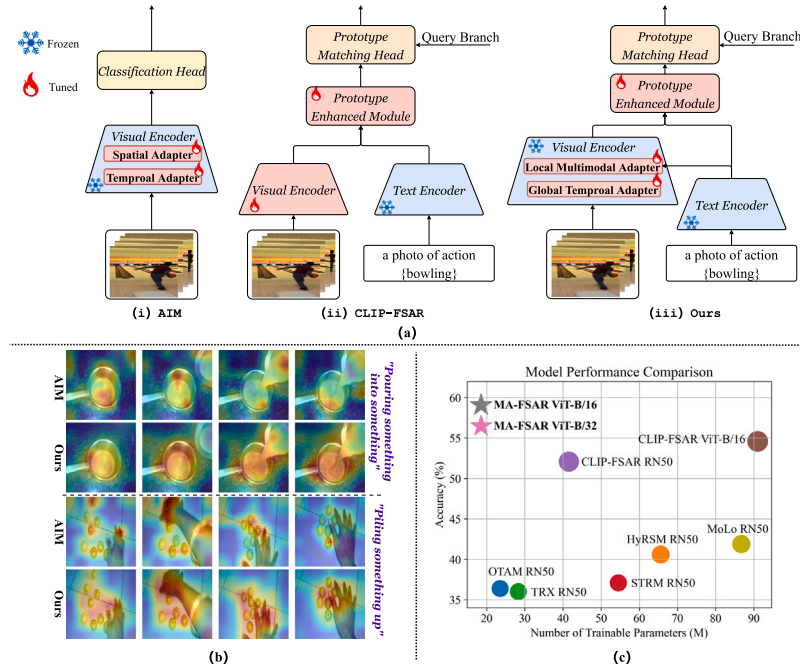 Frozen
Tuned
Classification Head
Visual Encoder
Spatial Adapter
Temproal Adapter
(i) AIM
Prototype
Matching Head
Query Branch
Prototype
Enhanced Module
Visual Encoder
Text Encoder
a photo of action
{bowling}
(ii) CLIP-FSAR
Prototype
Matching Head
Query Branch
Prototype
Enhanced Module
Visual Encoder
Local Multimodal Adapter
Global Temproal Adapter
Text Encoder
a photo of action
{bowling}
(iii) Ours
(a)
AIM
Ours
"Pouring something
into something"
AIM
Ours
"Piling something up"
(b)
Model Performance Comparison
Accuracy (%)
60
55
50
45
40
35
MA-FSAR ViT-B/16
MA-FSAR ViT-B/32
CLIP-FSAR ViT-B/16
CLIP-FSAR RN50
MoLo RN50
HyRSM RN50
OTAM RN50
STRM RN50
TRX RN50
20 30 40 50 60 70 80 90
Number of Trainable Parameters (M)
(c)